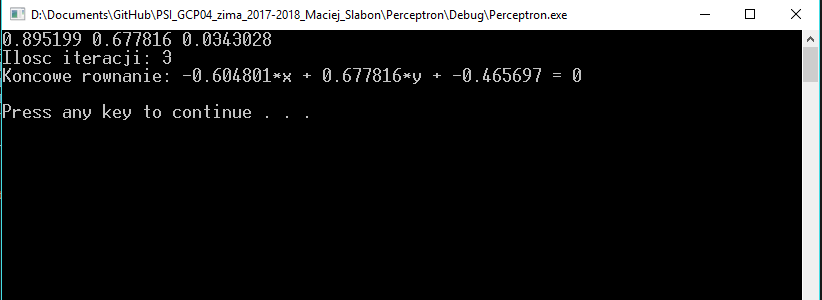 D:\Documents\GitHub\PSI_GCP04_zima_2017-2018_Maciej_Slabon\Perceptron\Debug\Perceptron.exe
0.895199 0.677816 0.0343028
Ilosc iteracji: 3
Koncowe rownanie: -0.604801*x + 0.677816*y + -0.465697 = 0
Press any key to continue . . .